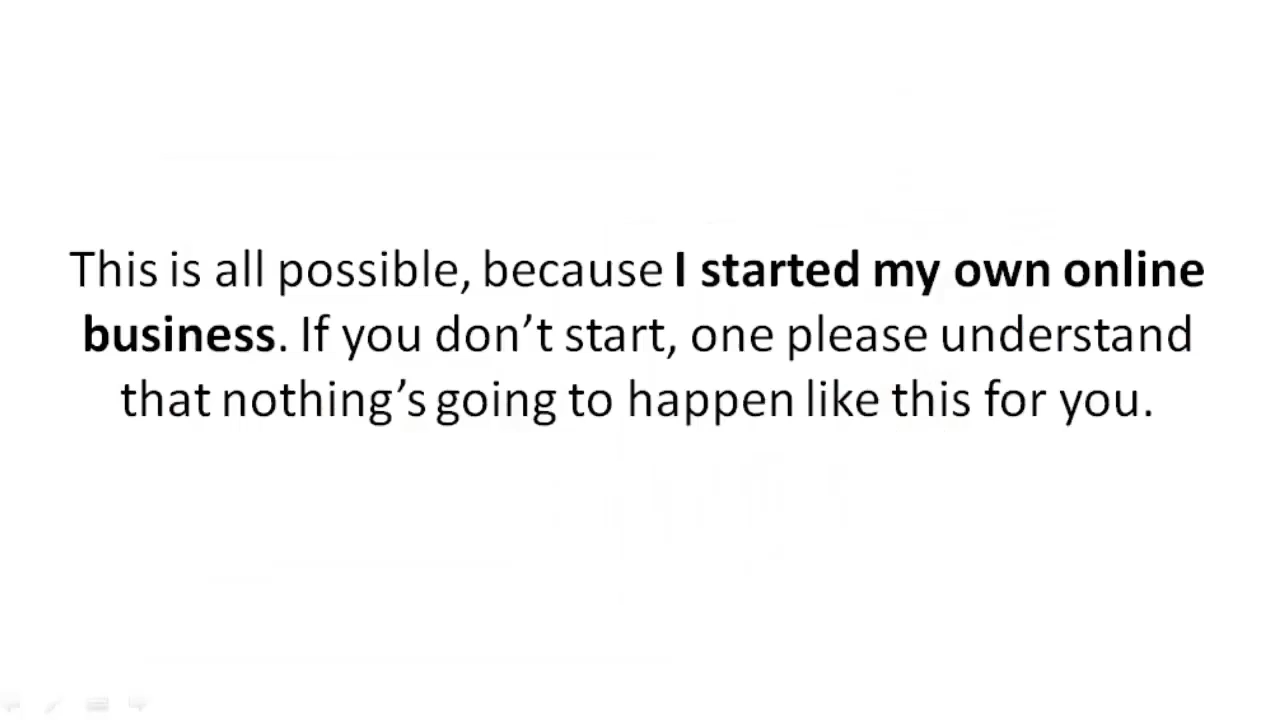 This is all possible, because I started my own online
business. If you don’t start, one please understand
that nothing’s going to happen like this for you.